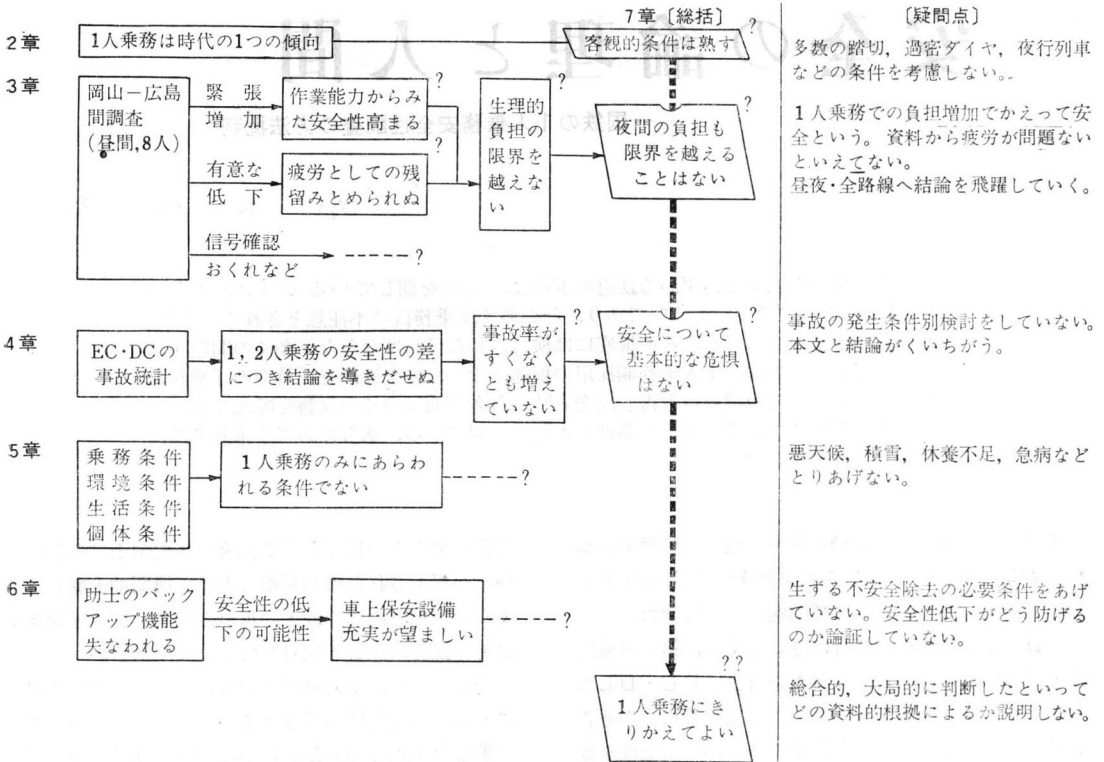 7章〔総括〕
〔疑問点〕
2章
1人乗務は時代の1つの傾向
客観的条件は熟す
?
多数の踏切，過密ダイヤ，夜行列車
などの条件を考慮しない。
3章
岡山－広島
間調査
(昼間,8人)
緊張
増加
作業能力からみ
た安全性高まる
?
有意な
低下
疲労としての残
留みとめられぬ
?
信号確認
おくれなど
-----?
生理的
負担の
限界を
越えな
い
?
夜間の負担も
限界を越える
ことはない
?
1人乗務での負担増加でかえって安
全という。資料から疲労が問題ない
といえてない。
昼夜・全路線へ結論を飛躍していく。
4章
EC・DCの
事故統計
1，2人乗務の安全性の差
につき結論を導きだせぬ
事故率が
すくなく
とも増え
ていない
?
安全について
基本的な危惧
はない
?
事故の発生条件別検討をしていない。
本文と結論がくいちがう。
5章
乗務条件
環境条件
生活条件
個体条件
1人乗務のみにあらわ
れる条件でない
-----?
悪天候，積雪，休養不足，急病など
とりあげない。
6章
助士のバック
アップ機能
失なわれる
安全性の低
下の可能性
車上保安設備
充実が望ましい
-----?
生ずる不安全除去の必要条件をあげ
ていない。安全性低下がどう防げる
のか論証していない。
1人乗務にき
りかえてよい
??
総合的，大局的に判断したといって
どの資料的根拠によるか説明しない。